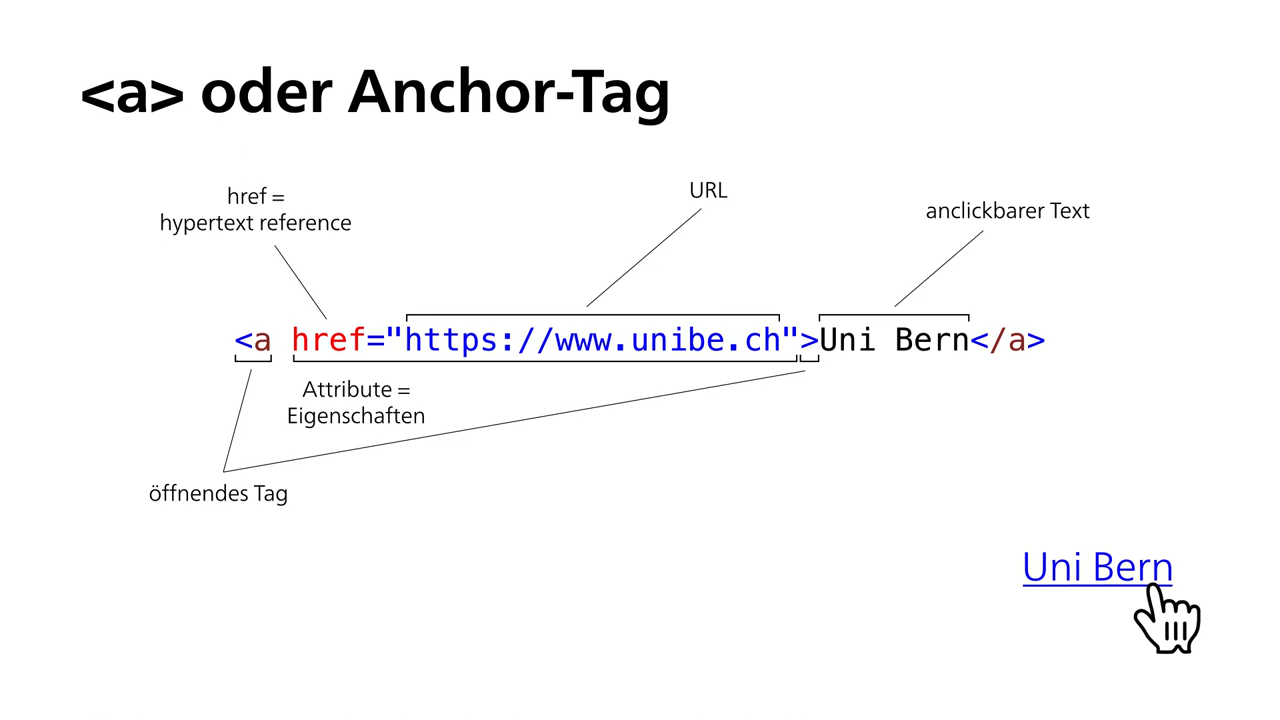 <a> oder Anchor-Tag
href =
hypertext reference
URL
anclickbarer Text
<a href="https://www.unibe.ch">Uni Bern</a>
Attribute =
Eigenschaften
öffnendes Tag
Uni Bern